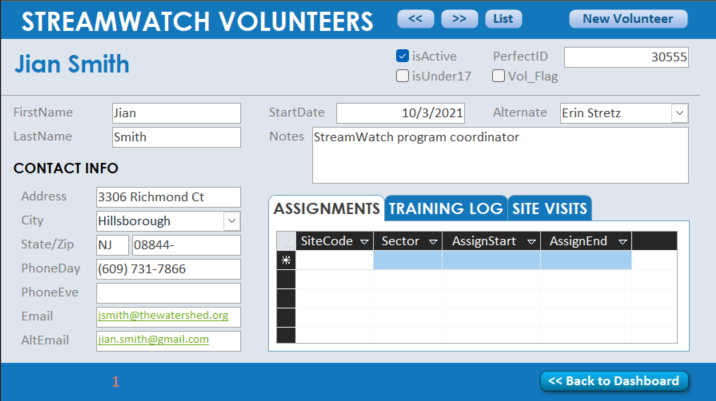 STREAMWATCH VOLUNTEERS << >> List New Volunteer
Jian Smith
isActive PerfectID 30555
isUnder17 Vol_Flag
FirstName Jian StartDate 10/3/2021 Alternate Erin Stretz
LastName Smith Notes StreamWatch program coordinator
CONTACT INFO
Address 3306 Richmond Ct
City Hillsborough
State/Zip NJ 08844-
PhoneDay (609) 731-7866
PhoneEve
Email jsmith@thewatershed.org
AltEmail jian.smith@gmail.com
ASSIGNMENTS TRAINING LOG SITE VISITS
SiteCode Sector AssignStart AssignEnd
1 << Back to Dashboard